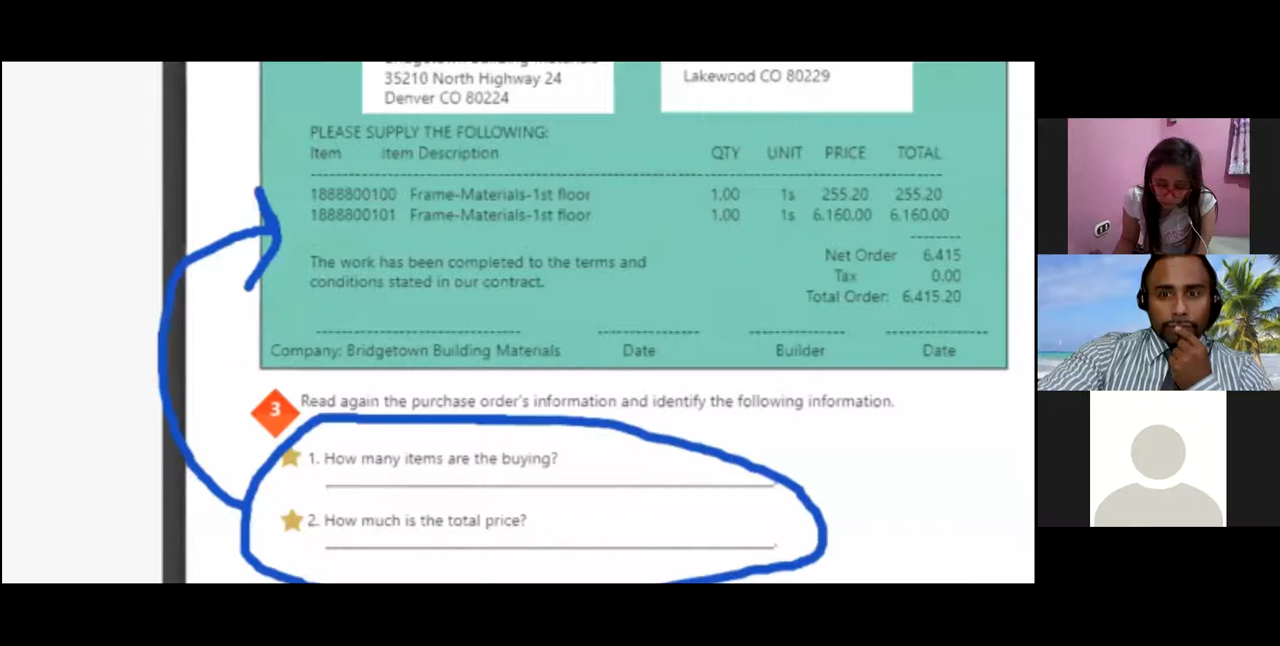 35210 North Highway 24
Denver CO 80224
Lakewood CO 80229
PLEASE SUPPLY THE FOLLOWING:
Item Item Description QTY UNIT PRICE TOTAL
1888800100 Frame-Materials-1st floor 1.00 1s 255.20 255.20
1888800101 Frame-Materials-1st floor 1.00 1s 6.160.00 6.160.00
The work has been completed to the terms and
conditions stated in our contract.
Net Order 6.415
Tax 0.00
Total Order: 6,415.20
Company: Bridgetown Building Materials Date Builder Date
3 Read again the purchase order's information and identify the following information.
1. How many items are the buying?
2. How much is the total price?